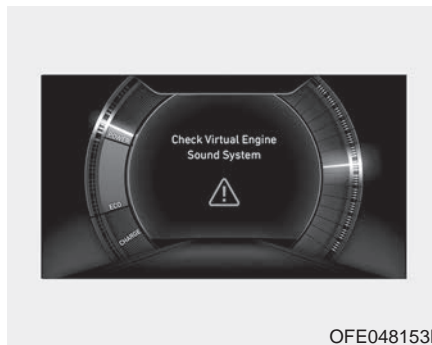 Check Virtual Engine
Sound System
POWER
ECO
CHARGE
OFE048153